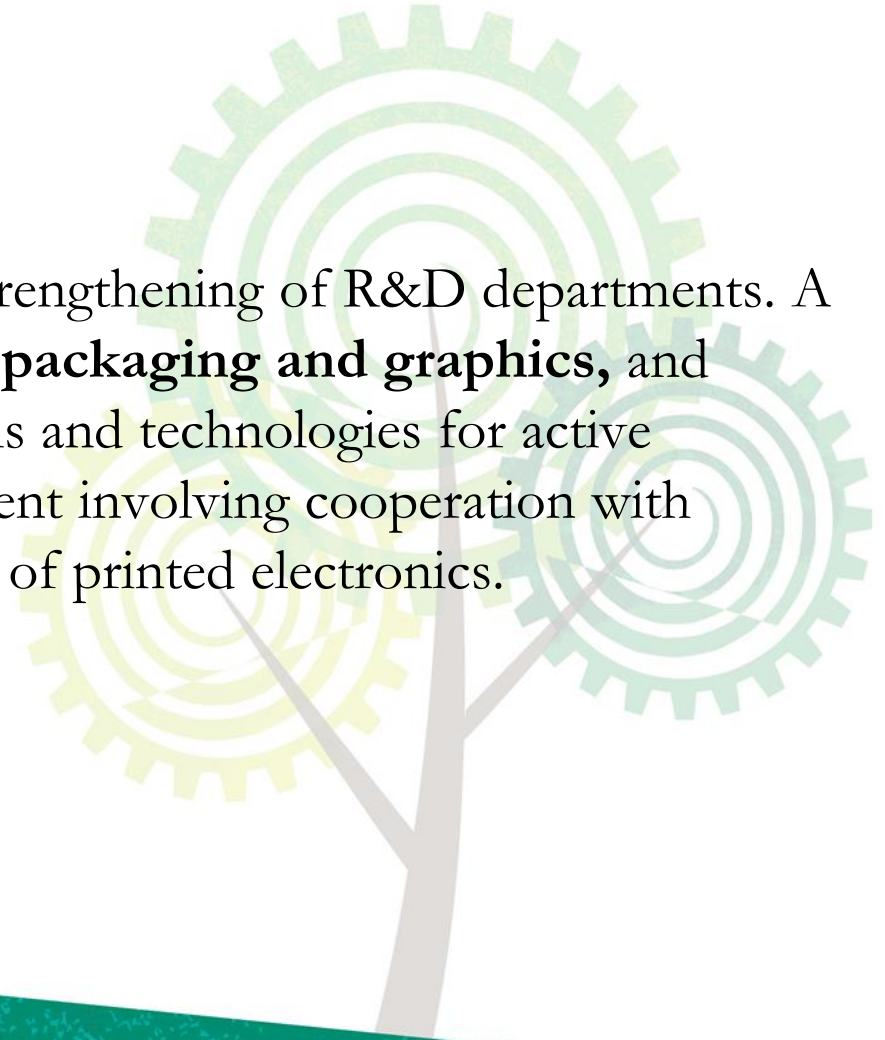 rengthening of R&D departments. A
packaging and graphics, and
s and technologies for active
ent involving cooperation with
of printed electronics.